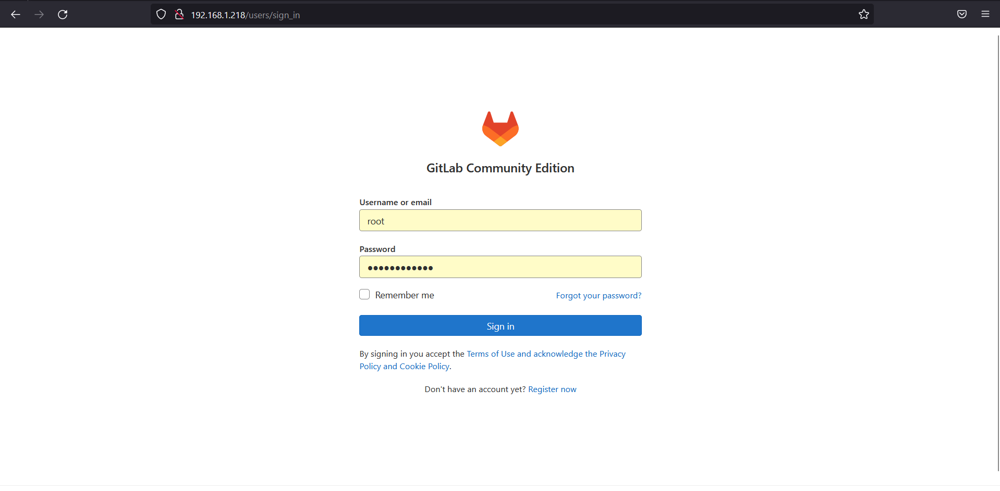 192.168.1.218/users/sign_in
GitLab Community Edition
Username or email
root
Password
●●●●●●●●●●●●
Remember me
Forgot your password?
Sign in
By signing in you accept the Terms of Use and acknowledge the Privacy
Policy and Cookie Policy.
Don't have an account yet? Register now